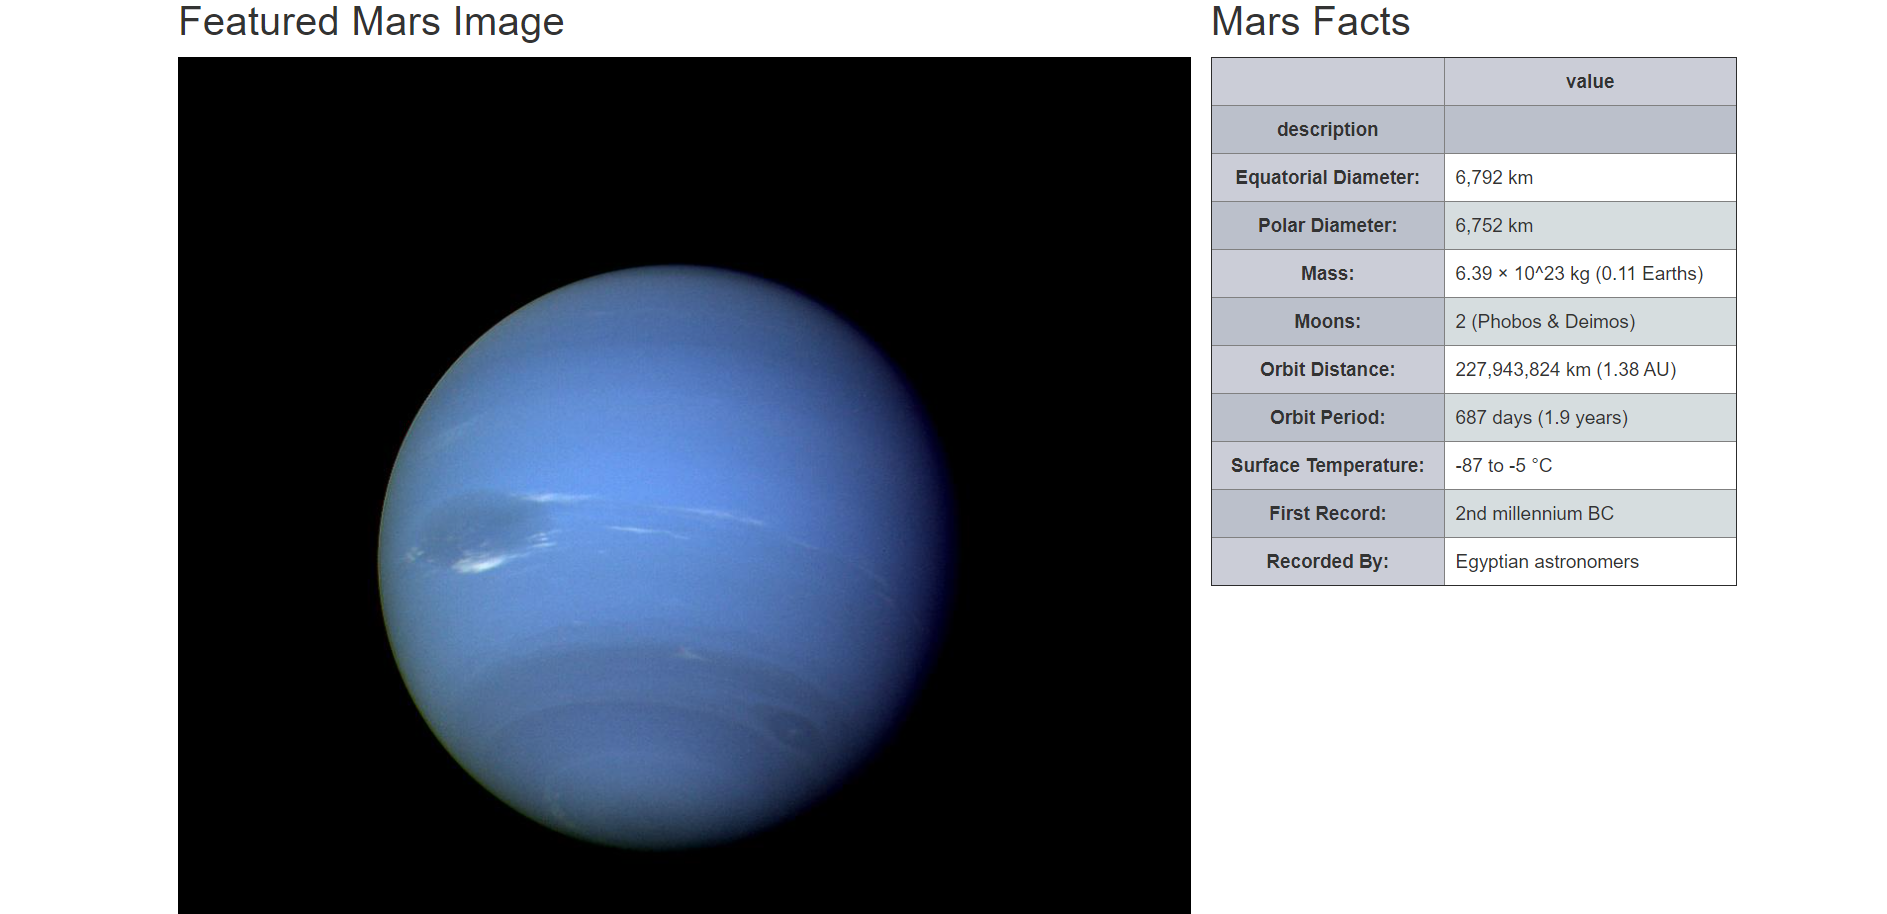 Featured Mars Image
Mars Facts
value
description
Equatorial Diameter: 6,792 km
Polar Diameter: 6,752 km
Mass: 6.39 × 10^23 kg (0.11 Earths)
Moons: 2 (Phobos & Deimos)
Orbit Distance: 227,943,824 km (1.38 AU)
Orbit Period: 687 days (1.9 years)
Surface Temperature: -87 to -5 °C
First Record: 2nd millennium BC
Recorded By: Egyptian astronomers